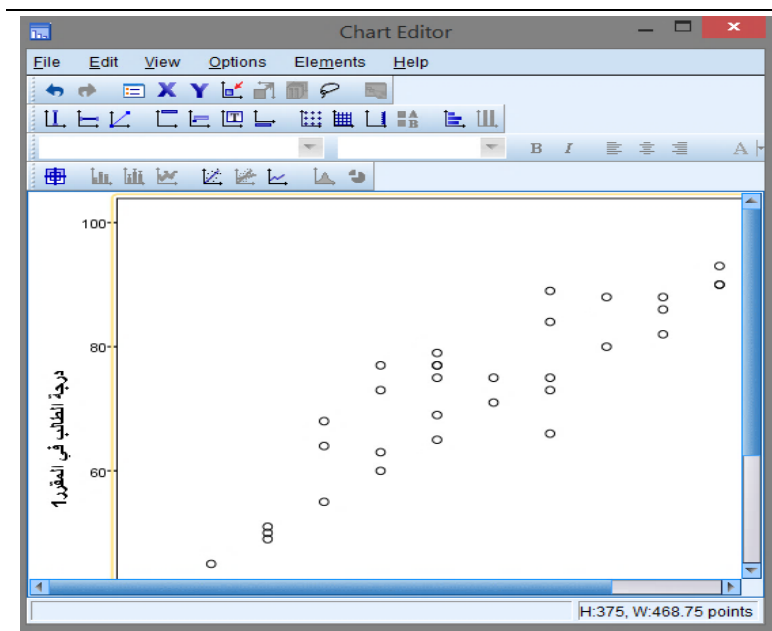 Chart Editor
File Edit View Options Elements Help
B I A
100
80
60
درجة الطالب في المقرر1
H:375, W:468.75 points